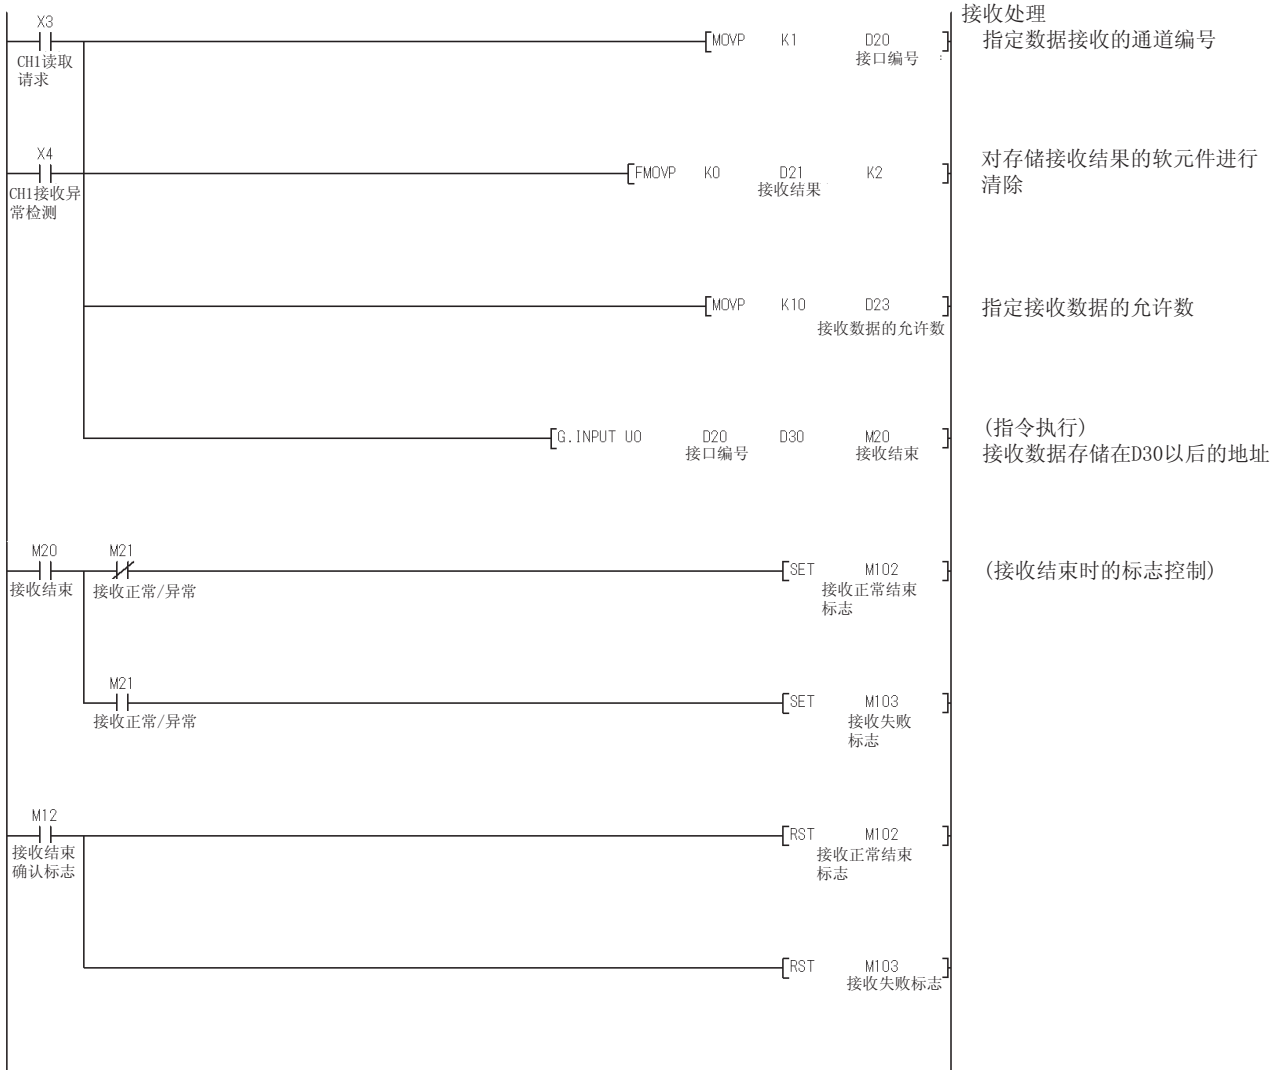 接收处理
X3
MOVP K1 D20
指定数据接收的通道编号
CH1读取
请求
接口编号
X4
FMOVP K0 D21 K2
对存储接收结果的软元件进行
清除
CH1接收异
常检测
接收结果
MOVP K10 D23
指定接收数据的允许数
接收数据的允许数
(指令执行)
G.INPUT U0 D20 D30 M20
接口编号
接收结束
接收数据存储在D30以后的地址
M20 M21
SET M102
(接收结束时的标志控制)
接收结束
接收正常/异常
接收正常结束
标志
M21
SET M103
接收正常/异常
接收失败
标志
M12
RST M102
接收结束
确认标志
接收正常结束
标志
RST M103
接收失败标志